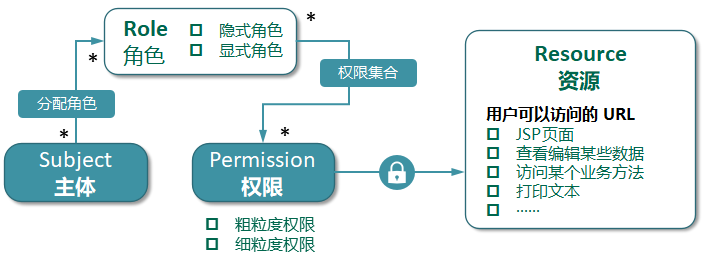 Role
角色
隐式角色
显式角色
*
*
分配角色
*
Subject
主体
权限集合
*
Permission
权限
粗粒度权限
细粒度权限
Resource
资源
用户可以访问的 URL
JSP页面
查看编辑某些数据
访问某个业务方法
打印文本
······